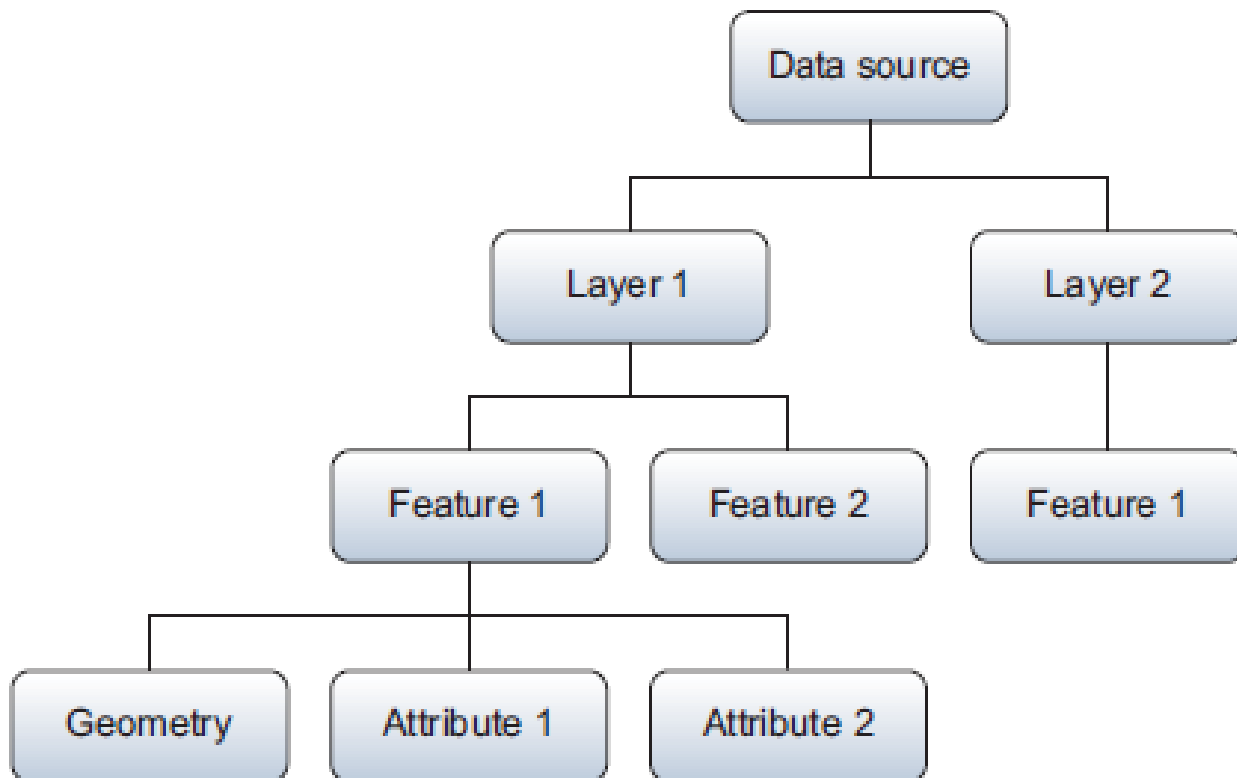 Data source
Layer 1
Layer 2
Feature 1
Feature 2
Feature 1
Geometry
Attribute 1
Attribute 2